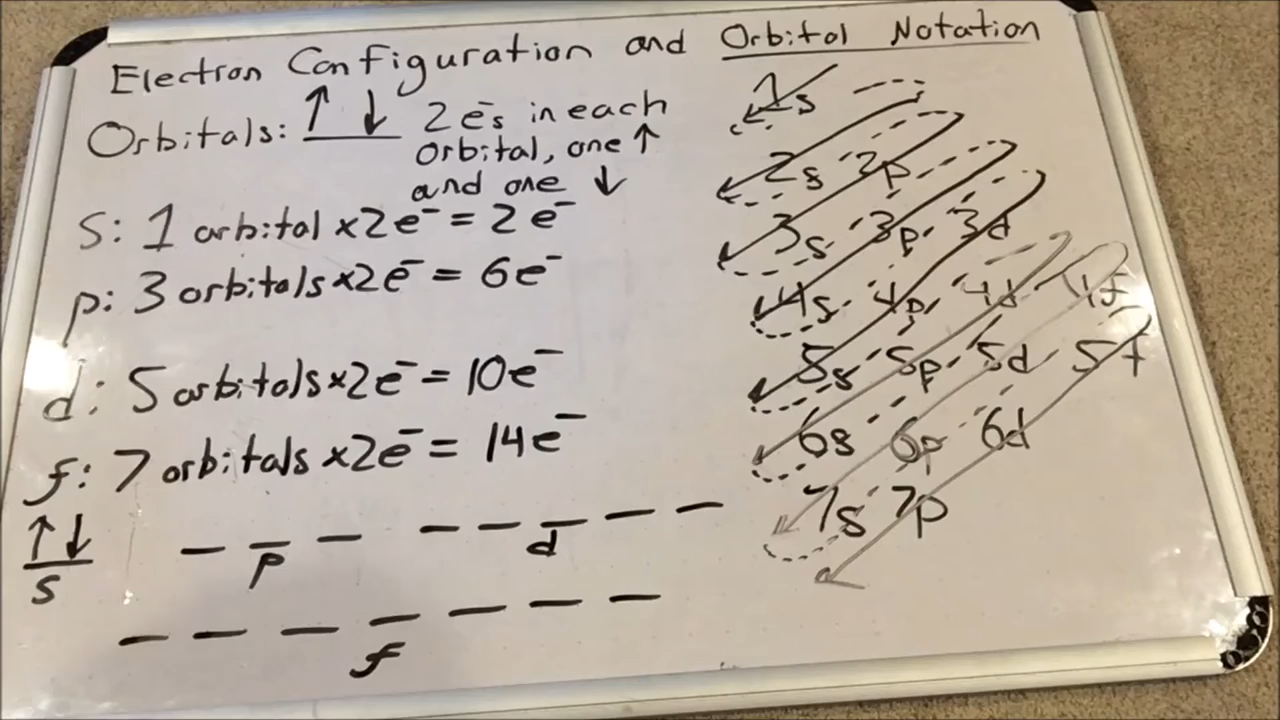 Electron Configuration and Orbital Notation
Orbitals: ↑ ↓ 2 e⁻s in each
orbital, one ↑
and one ↓
s: 1 orbital ×2e⁻ = 2e⁻
p: 3 orbitals ×2e⁻ = 6e⁻
d: 5 orbitals ×2e⁻ = 10e⁻
f: 7 orbitals ×2e⁻ = 14e⁻
↑↓
s
p
d
f
1s
2s 2p
3s 3p 3d
4s 4p 4d 4f
5s 5p 5d 5f
6s 6p 6d
7s 7p